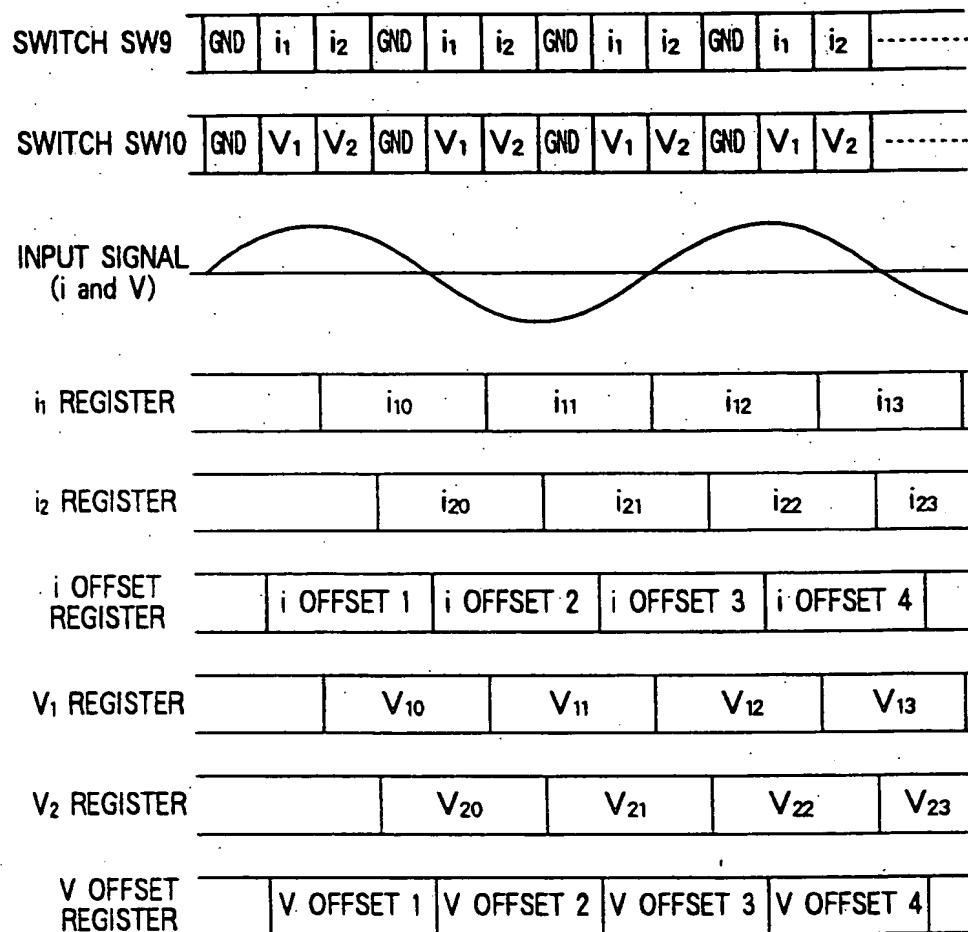 SWITCH SW9 GND i1 i2 GND i1 i2 GND i1 i2 GND i1 i2
SWITCH SW10 GND V1 V2 GND V1 V2 GND V1 V2 GND V1 V2
INPUT SIGNAL
(i and V)
i1 REGISTER i10 i11 i12 i13
i2 REGISTER i20 i21 i22 i23
i OFFSET
REGISTER
i OFFSET 1 i OFFSET 2 i OFFSET 3 i OFFSET 4
V1 REGISTER V10 V11 V12 V13
V2 REGISTER V20 V21 V22 V23
V OFFSET
REGISTER
V OFFSET 1 V OFFSET 2 V OFFSET 3 V OFFSET 4